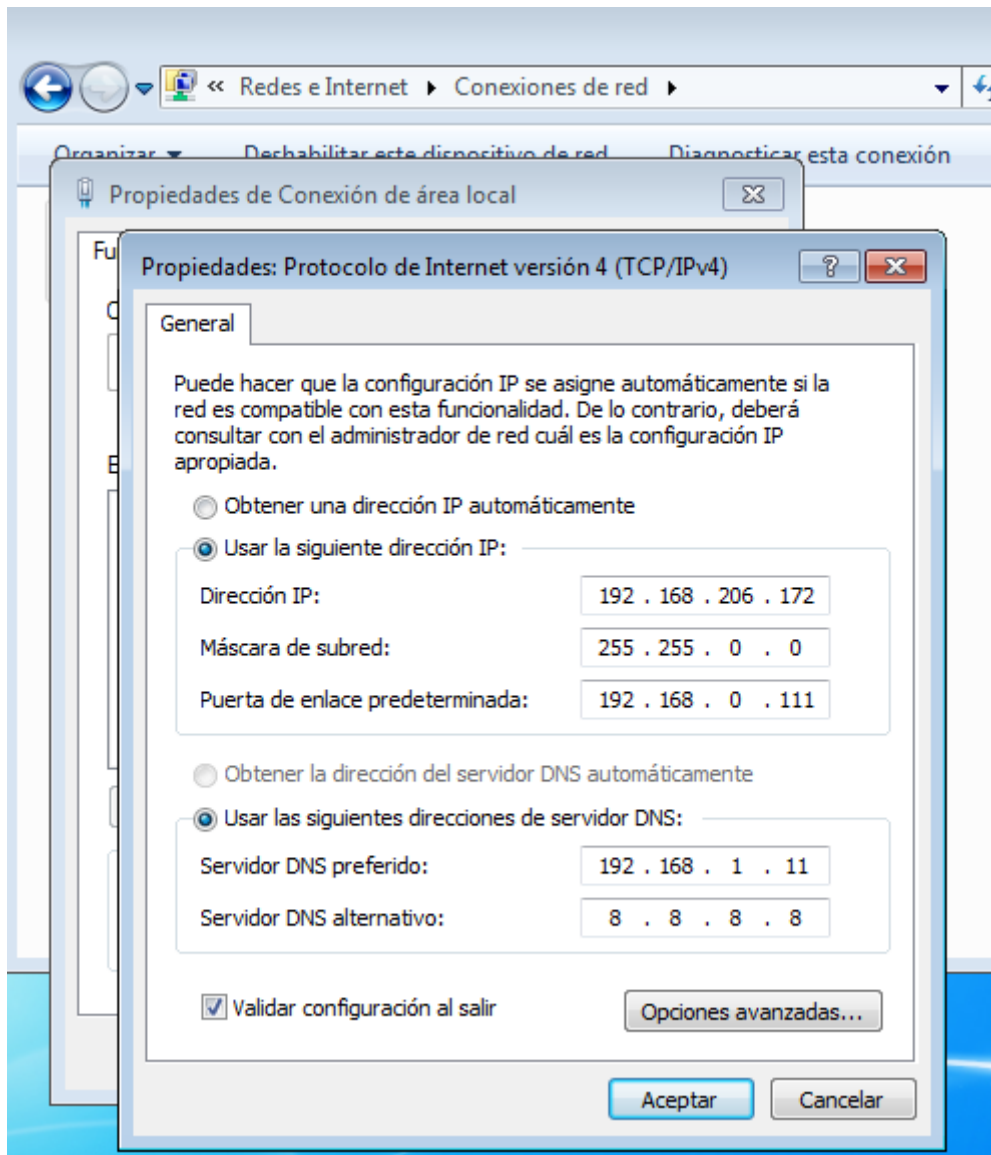 « Redes e Internet ▸ Conexiones de red ▸
Organizar Deshabilitar este dispositivo de red Diagnosticar esta conexión
Propiedades de Conexión de área local
Fu
Propiedades: Protocolo de Internet versión 4 (TCP/IPv4)
General
Puede hacer que la configuración IP se asigne automáticamente si la
red es compatible con esta funcionalidad. De lo contrario, deberá
consultar con el administrador de red cuál es la configuración IP
apropiada.
Obtener una dirección IP automáticamente
Usar la siguiente dirección IP:
Dirección IP: 192 . 168 . 206 . 172
Máscara de subred: 255 . 255 . 0 . 0
Puerta de enlace predeterminada: 192 . 168 . 0 . 111
Obtener la dirección del servidor DNS automáticamente
Usar las siguientes direcciones de servidor DNS:
Servidor DNS preferido: 192 . 168 . 1 . 11
Servidor DNS alternativo: 8 . 8 . 8 . 8
Validar configuración al salir
Opciones avanzadas...
Aceptar Cancelar